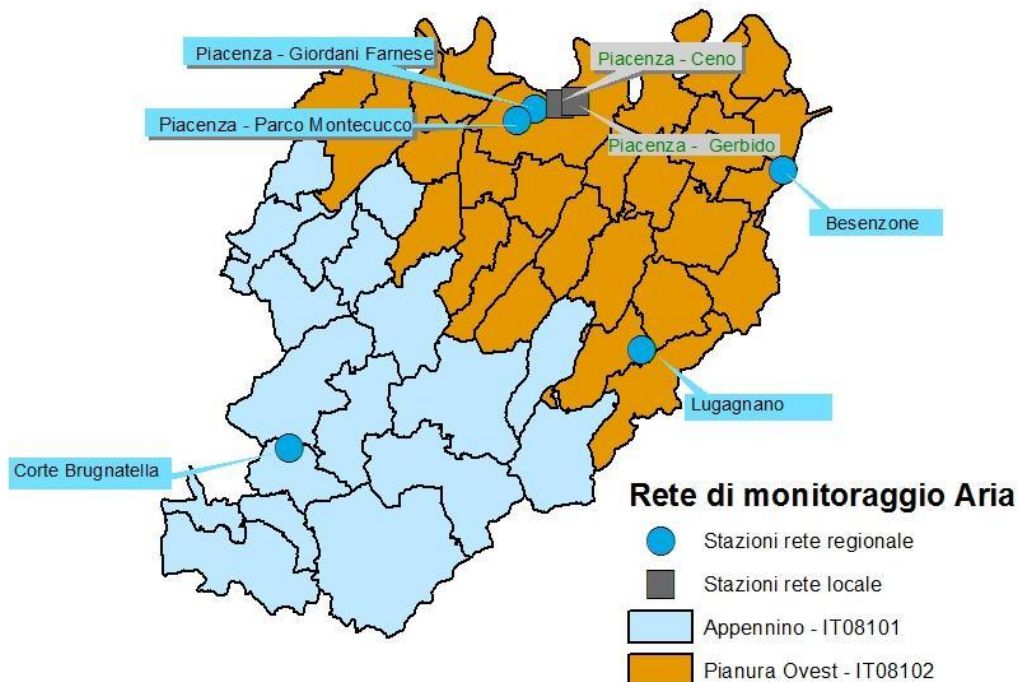 Piacenza - Giordani Farnese
Piacenza - Ceno
Piacenza - Parco Montecucco
Piacenza - Gerbido
Besenzone
Lugagnano
Corte Brugnatella
Rete di monitoraggio Aria
Stazioni rete regionale
Stazioni rete locale
Appennino - IT08101
Pianura Ovest - IT08102